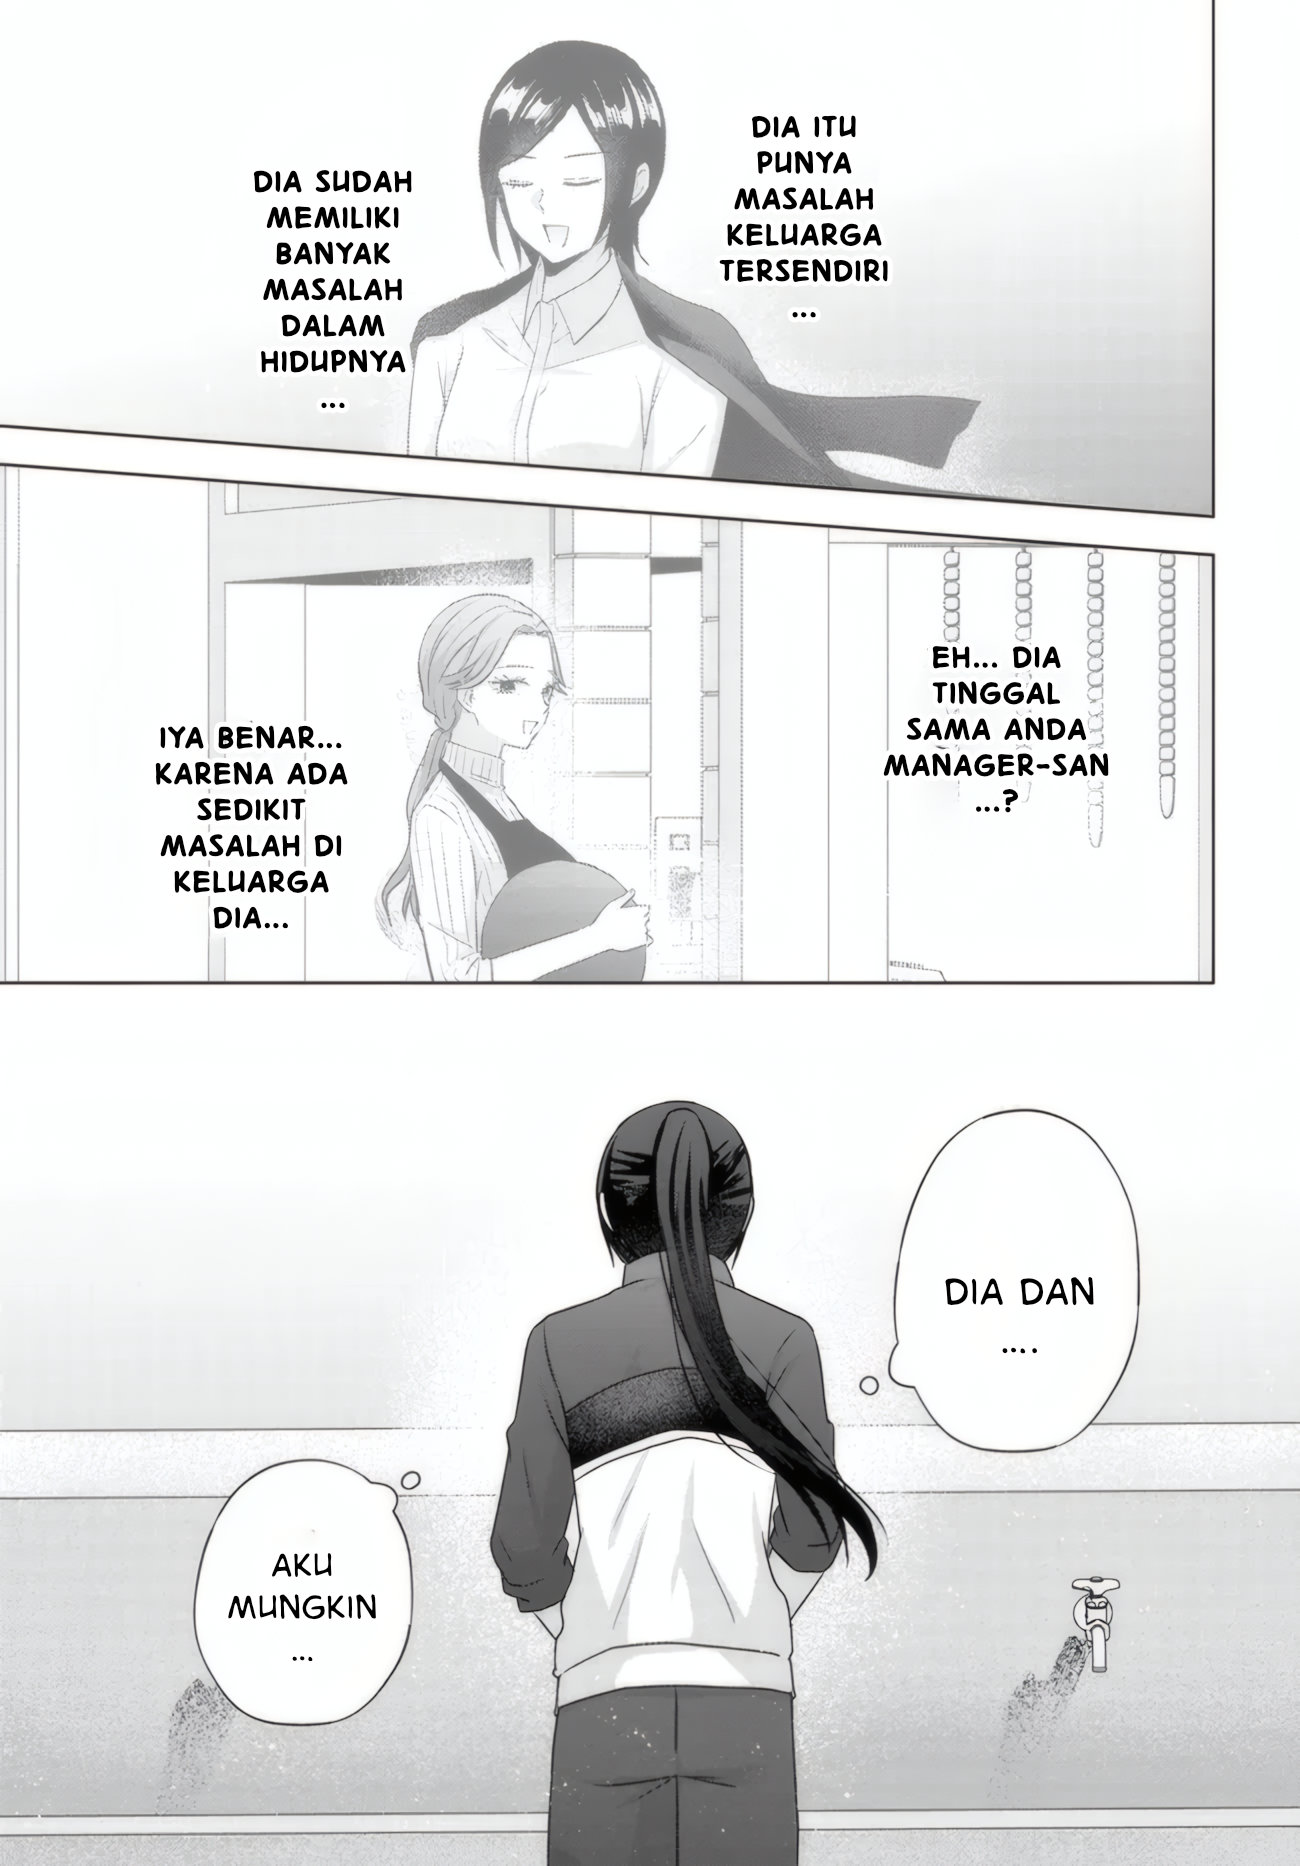 DIA ITU
PUNYA
MASALAH
KELUARGA
TERSENDIRI
...
DIA SUDAH
MEMILIKI
BANYAK
MASALAH
DALAM
HIDUPNYA
...
EH... DIA
TINGGAL
SAMA ANDA
MANAGER-SAN
...?
IYA BENAR...
KARENA ADA
SEDIKIT
MASALAH DI
KELUARGA
DIA...
DIA DAN
....
AKU
MUNGKIN
...